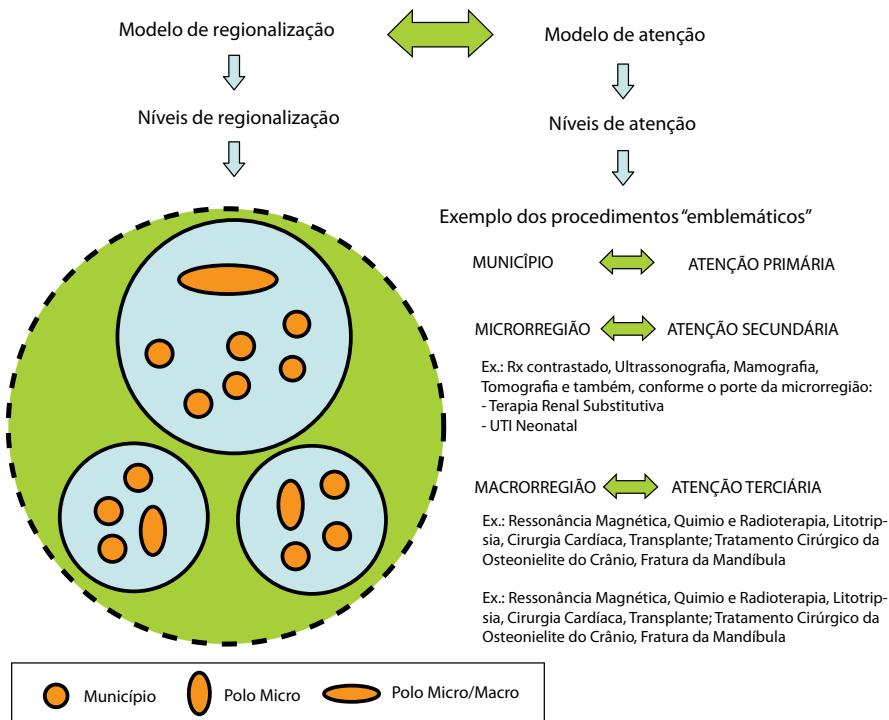 Modelo de regionalização
Modelo de atenção
Níveis de regionalização
Níveis de atenção
Exemplo dos procedimentos “emblemáticos”
MUNICÎPIO
ATENÇÃO PRIMÁRIA
MICRORREGIÃO
ATENÇÃO SECUNDÁRIA
Ex.: Rx contrastado, Ultrassonografia, Mamografia,
Tomografia e também, conforme o porte da microrregião:
- Terapia Renal Substitutiva
- UTI Neonatal
MACRORREGIÃO
ATENÇÃO TERCIÁRIA
Ex.: Ressonância Magnética, Quimio e Radioterapia, Litotrip-
sia, Cirurgia Cardíaca, Transplante; Tratamento Cirúrgico da
Osteonielite do Crânio, Fratura da Mandíbula
Ex.: Ressonância Magnética, Quimio e Radioterapia, Litotrip-
sia, Cirurgia Cardíaca, Transplante; Tratamento Cirúrgico da
Osteonielite do Crânio, Fratura da Mandíbula
Município
Polo Micro
Polo Micro/Macro